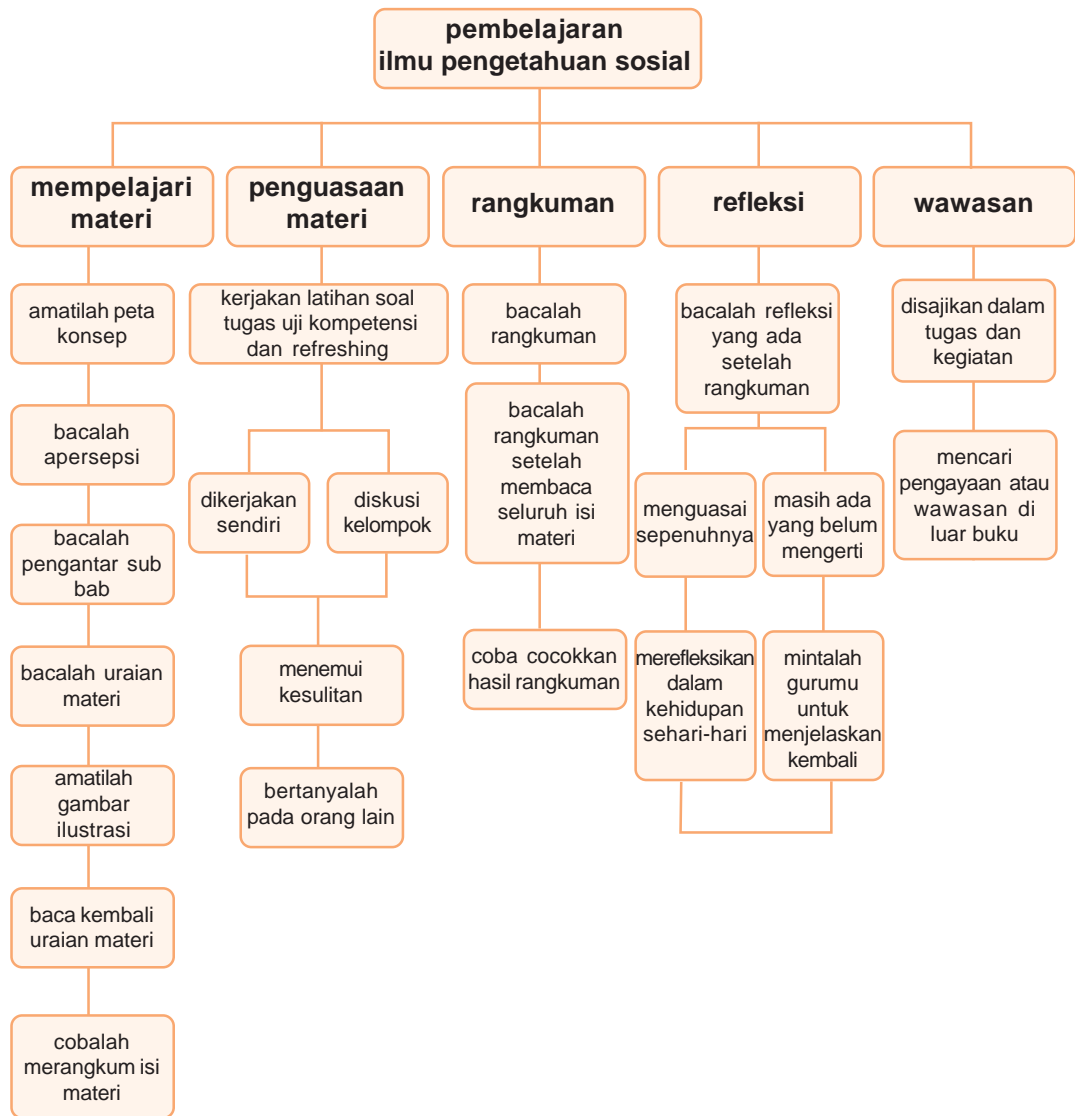 pembelajaran
ilmu pengetahuan sosial
mempelajari
materi
amatilah peta
konsep
bacalah
apersepsi
bacalah
pengantar sub
bab
bacalah uraian
materi
amatilah
gambar
ilustrasi
baca kembali
uraian materi
cobalah
merangkum isi
materi
penguasaan
materi
kerjakan latihan soal
tugas uji kompetensi
dan refreshing
dikerjakan
sendiri
diskusi
kelompok
menemui
kesulitan
bertanyalah
pada orang lain
rangkuman
bacalah
rangkuman
bacalah
rangkuman
setelah
membaca
seluruh isi
materi
coba cocokkan
hasil rangkuman
refleksi
bacalah refleksi
yang ada
setelah
rangkuman
menguasai
sepenuhnya
merefleksikan
dalam
kehidupan
sehari-hari
masih ada
yang belum
mengerti
mintalah
gurumu
untuk
menjelaskan
kembali
wawasan
disajikan dalam
tugas dan
kegiatan
mencari
pengayaan atau
wawasan di
luar buku